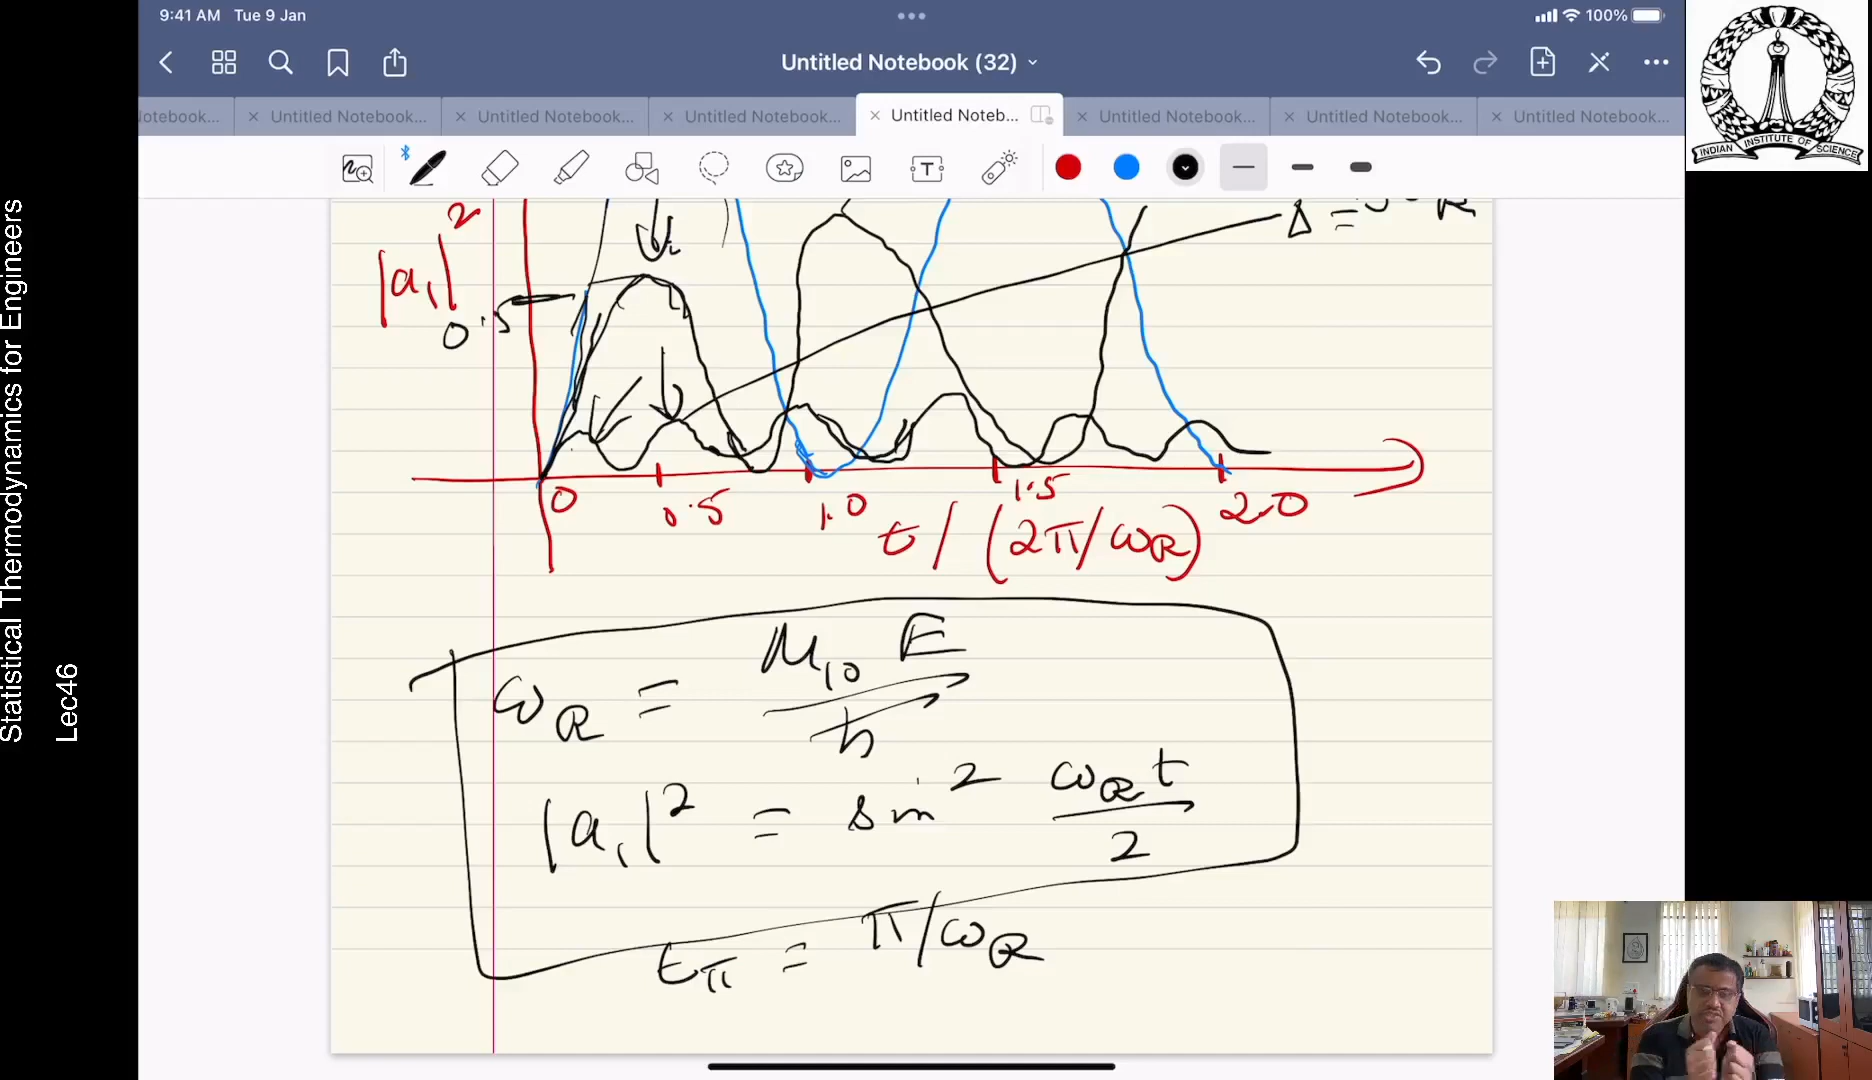 9:41 AM Tue 9 Jan
100%
Untitled Notebook (32)
otebook...
Untitled Notebook...
Untitled Notebook...
Untitled Notebook...
Untitled Noteb...
Untitled Notebook...
Untitled Notebook...
Untitled Notebook...
T
INDIAN INSTITUTE OF SCIENCE
Statistical Thermodynamics for Engineers
Lec46
|a₁|²
0.5
Δ =
0 0.5 1.0 1.5 2.0
t / (2π/ωR)
ωR = μ₁₀ E / ħ
|a₁|² = sin² ωR t / 2
tπ = π/ωR